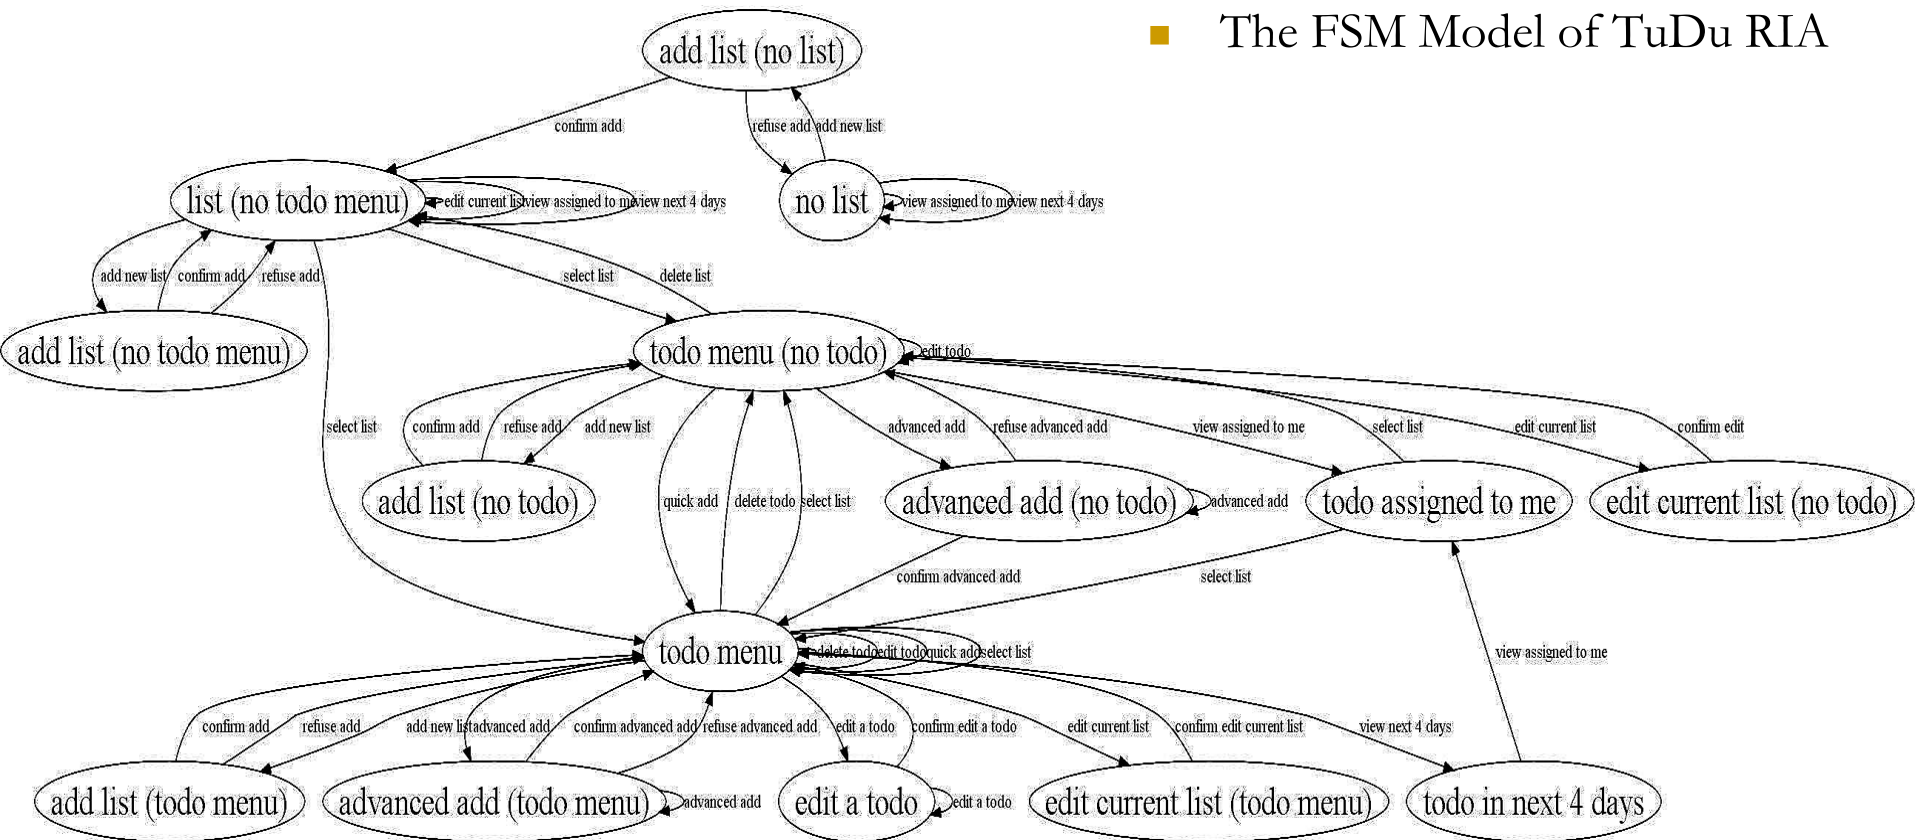 ■ The FSM Model of TuDu RIA
add list (no list)
confirm add
refuse add
add new list
list (no todo menu)
edit current list
view assigned to me
view next 4 days
no list
view assigned to me
view next 4 days
add new list
confirm add
refuse add
select list
delete list
add list (no todo menu)
todo menu (no todo)
edit todo
select list
confirm add
refuse add
add new list
advanced add
refuse advanced add
view assigned to me
select list
edit current list
confirm edit
add list (no todo)
quick add
delete todo
select list
advanced add (no todo)
advanced add
todo assigned to me
edit current list (no todo)
confirm advanced add
select list
todo menu
delete todo
edit todo
quick add
select list
view assigned to me
confirm add
refuse add
add new list
advanced add
confirm advanced add
refuse advanced add
edit a todo
confirm edit a todo
edit current list
confirm edit current list
view next 4 days
add list (todo menu)
advanced add (todo menu)
advanced add
edit a todo
edit a todo
edit current list (todo menu)
todo in next 4 days